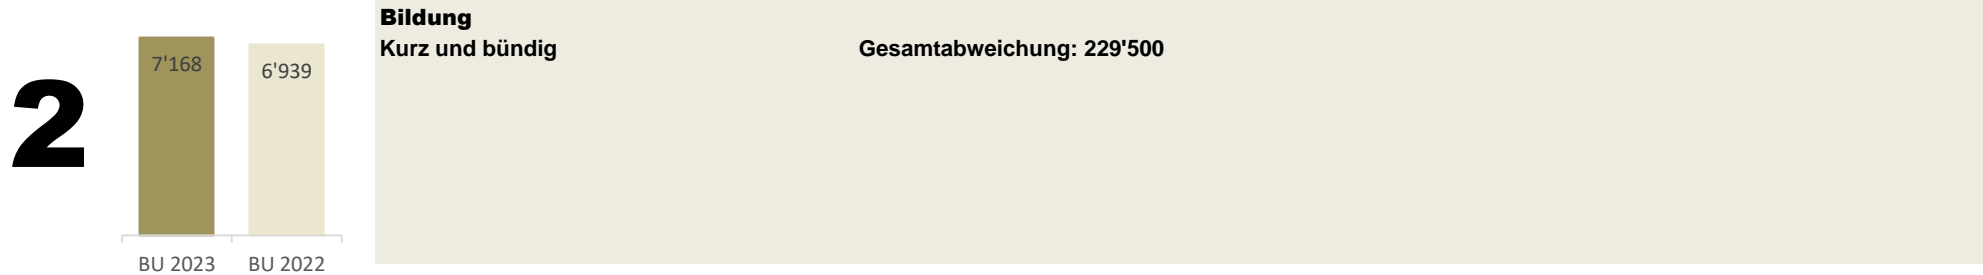 2
7'168
6'939
BU 2023
BU 2022
Bildung
Kurz und bündig
Gesamtabweichung: 229'500